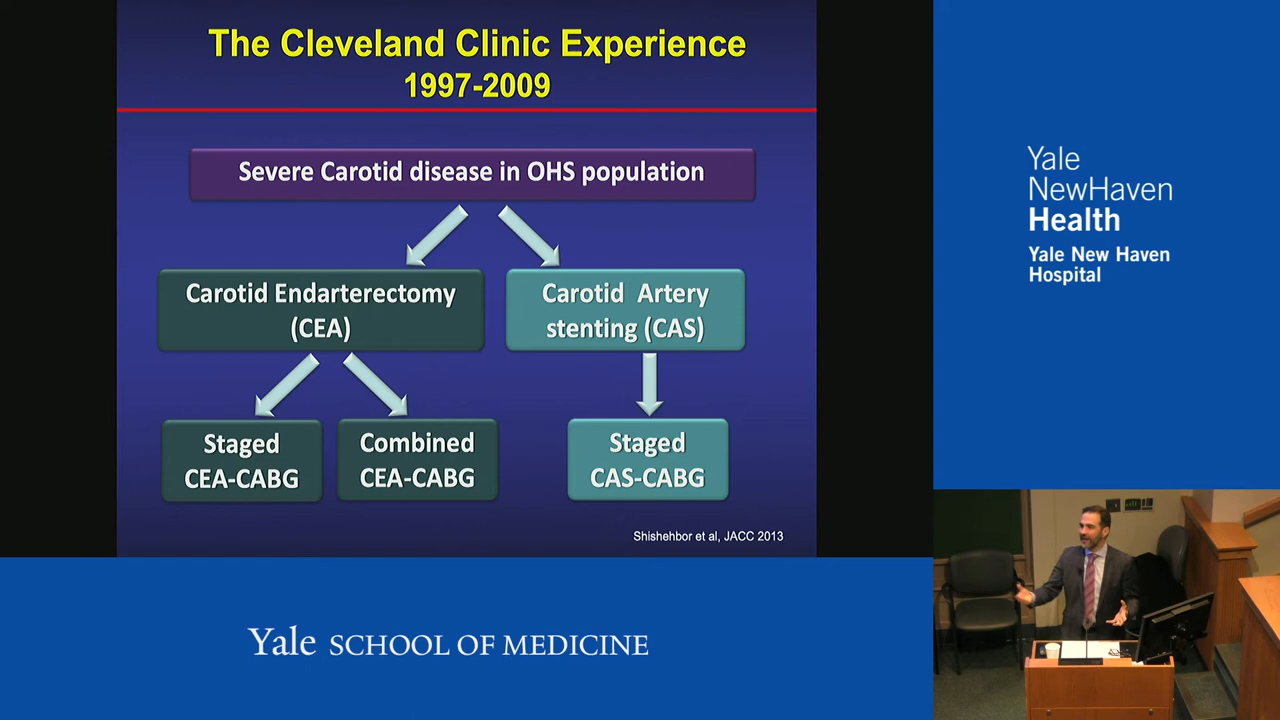 The Cleveland Clinic Experience
1997-2009
Severe Carotid disease in OHS population
Carotid Endarterectomy
(CEA)
Carotid Artery
stenting (CAS)
Staged
CEA-CABG
Combined
CEA-CABG
Staged
CAS-CABG
Shishehbor et al, JACC 2013
Yale SCHOOL OF MEDICINE
Yale
NewHaven
Health
Yale New Haven
Hospital